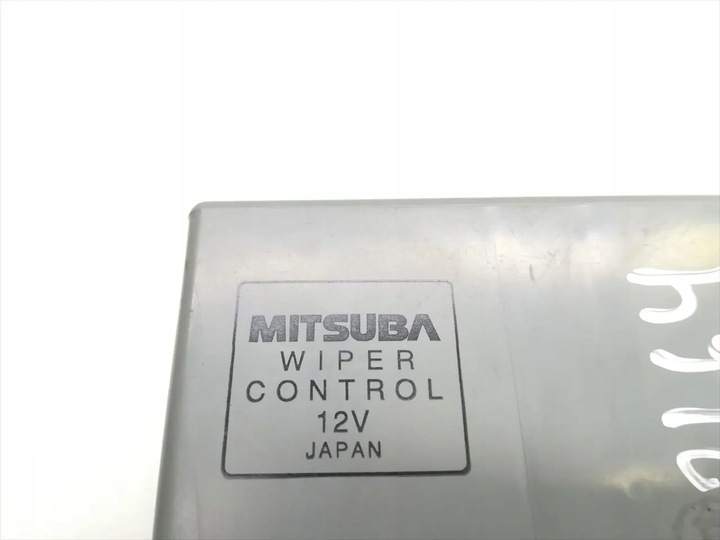 MITSUBA
WIPER
CONTROL
12V
JAPAN